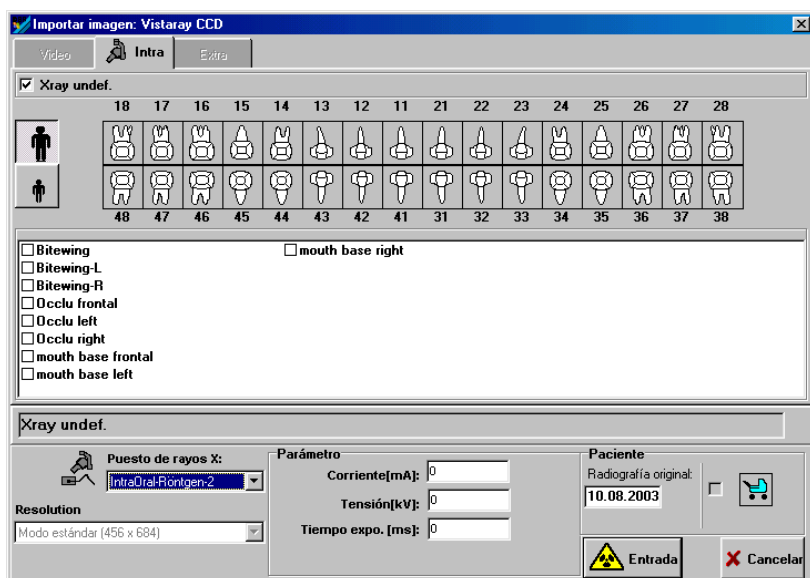 Importar imagen: Vistaray CCD
Video Intra Extra
Xray undef.
18 17 16 15 14 13 12 11 21 22 23 24 25 26 27 28
48 47 46 45 44 43 42 41 31 32 33 34 35 36 37 38
Bitewing mouth base right
Bitewing-L
Bitewing-R
Occlu frontal
Occlu left
Occlu right
mouth base frontal
mouth base left
Xray undef.
Puesto de rayos X:
IntraOral-Röntgen-2
Resolution
Modo estándar (456 x 684)
Parámetro
Corriente[mA]: 0
Tensión[kV]: 0
Tiempo expo. [ms]: 0
Paciente
Radiografía original:
10.08.2003
Entrada Cancelar